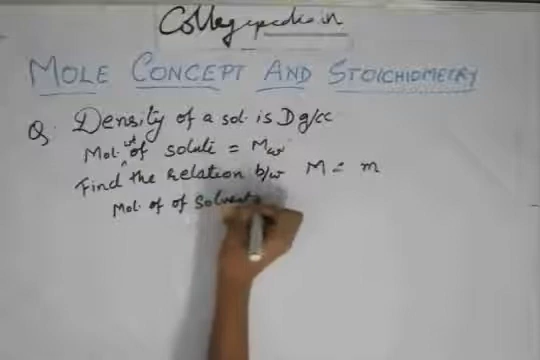 Collegepedia.in
MOLE CONCEPT AND STOICHIOMETRY
Q. Density of a sol. is D g/cc
Mol. wt of solute = Mw
Find the relation b/w M & m
Mol. of of Solvent